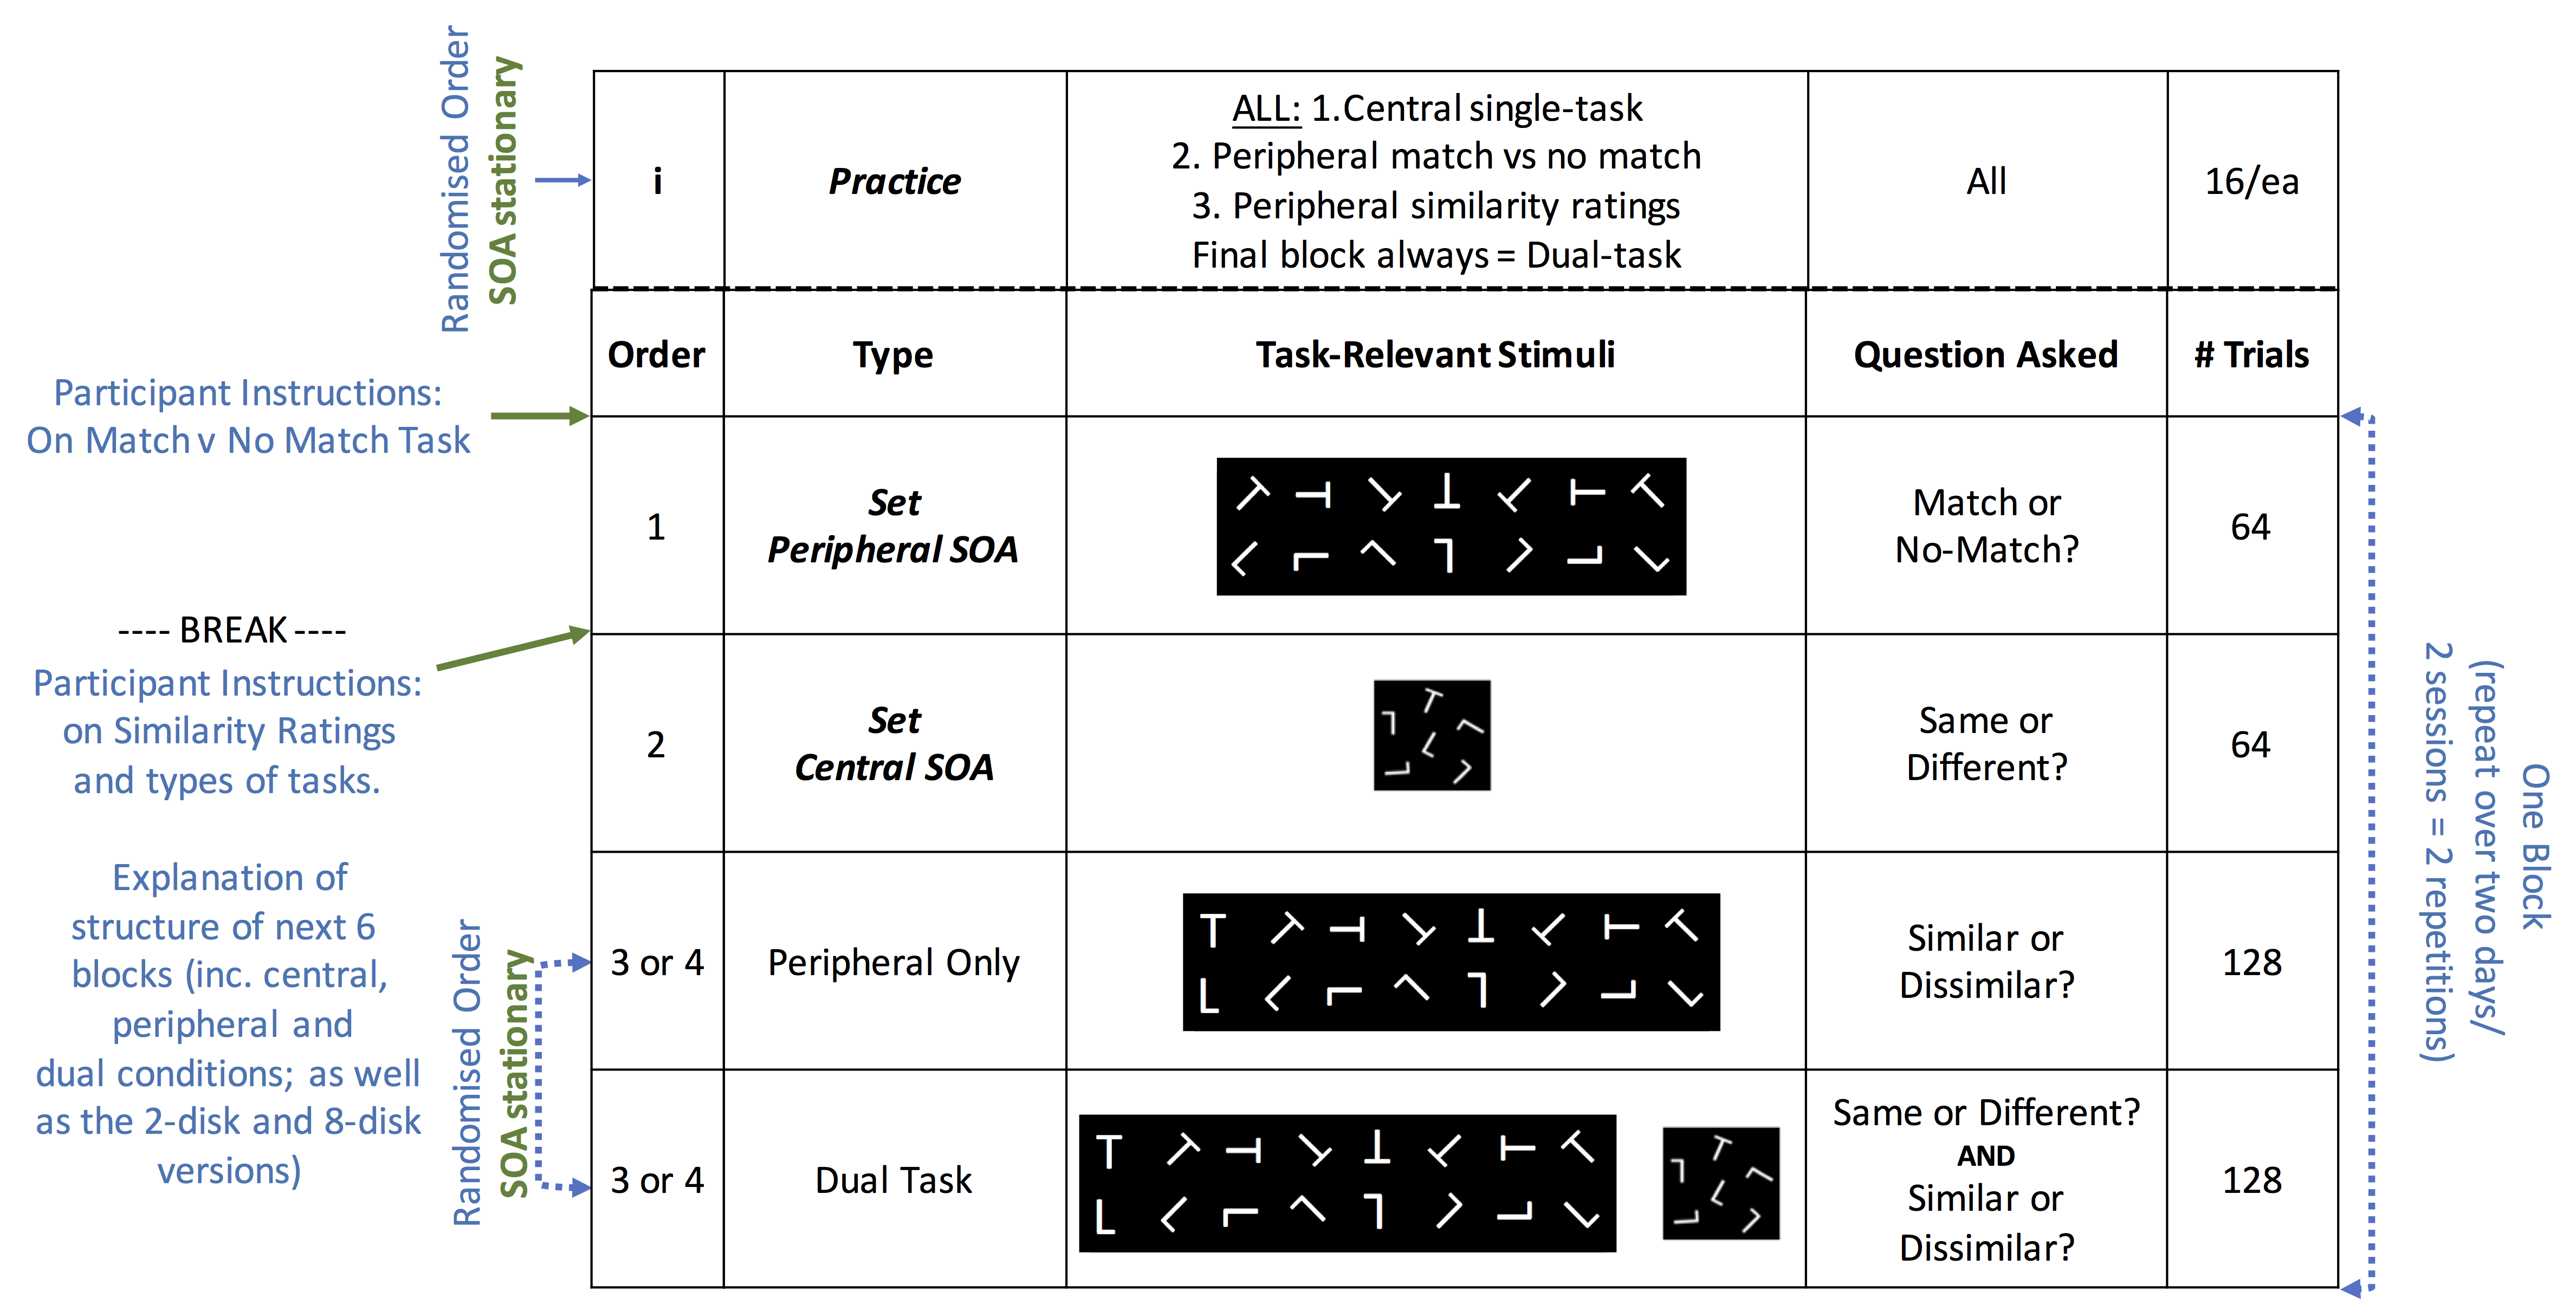 Randomised Order
SOA stationary
i
Practice
ALL: 1.Central single-task
2. Peripheral match vs no match
3. Peripheral similarity ratings
Final block always = Dual-task
All
16/ea
Order
Type
Task-Relevant Stimuli
Question Asked
# Trials
Participant Instructions:
On Match v No Match Task
1
Set
Peripheral SOA
Match or
No-Match?
64
---- BREAK ----
Participant Instructions:
on Similarity Ratings
and types of tasks.
2
Set
Central SOA
Same or
Different?
64
Explanation of
structure of next 6
blocks (inc. central,
peripheral and
dual conditions; as well
as the 2-disk and 8-disk
versions)
Randomised Order
SOA stationary
3 or 4
Peripheral Only
T
L
Similar or
Dissimilar?
128
3 or 4
Dual Task
T
L
Same or Different?
AND
Similar or
Dissimilar?
128
One Block
(repeat over two days/
2 sessions = 2 repetitions)